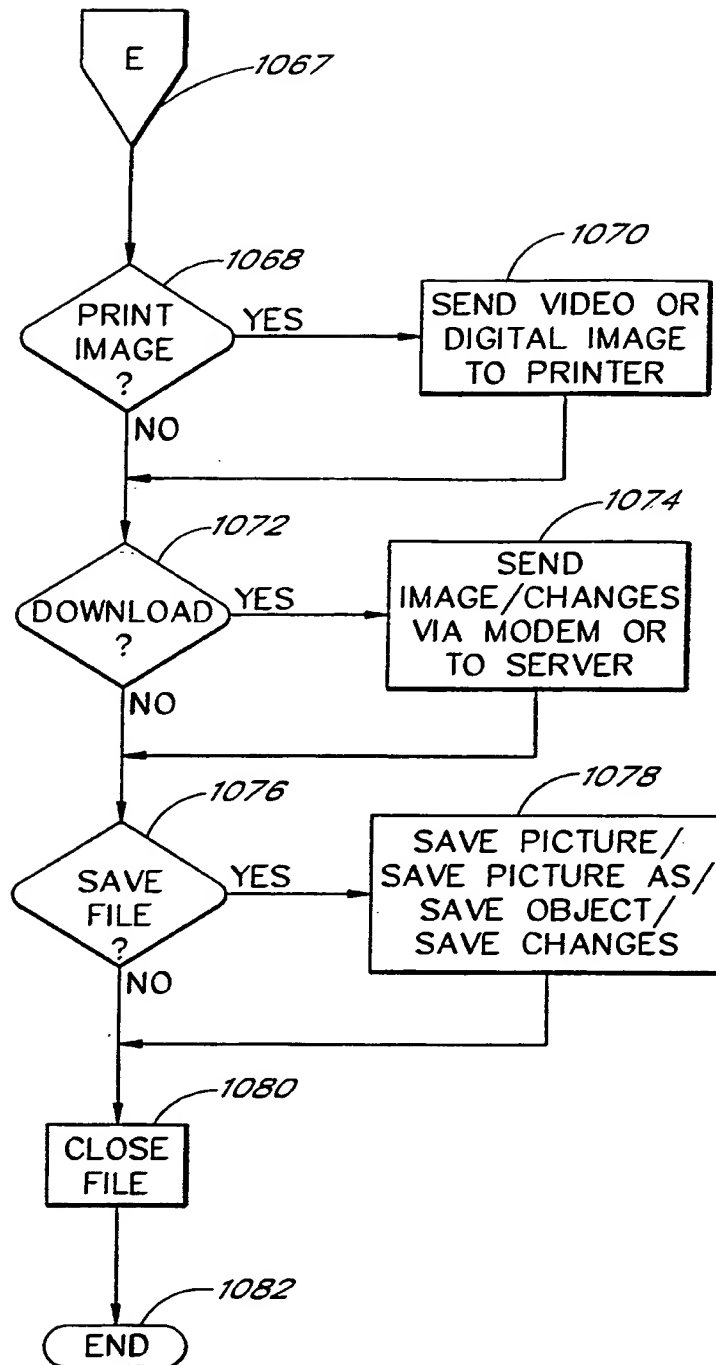 E
1067
1068
PRINT
IMAGE
?
YES
NO
1070
SEND VIDEO OR
DIGITAL IMAGE
TO PRINTER
1072
DOWNLOAD
?
YES
NO
1074
SEND
IMAGE/CHANGES
VIA MODEM OR
TO SERVER
1076
SAVE
FILE
?
YES
NO
1078
SAVE PICTURE/
SAVE PICTURE AS/
SAVE OBJECT/
SAVE CHANGES
1080
CLOSE
FILE
1082
END